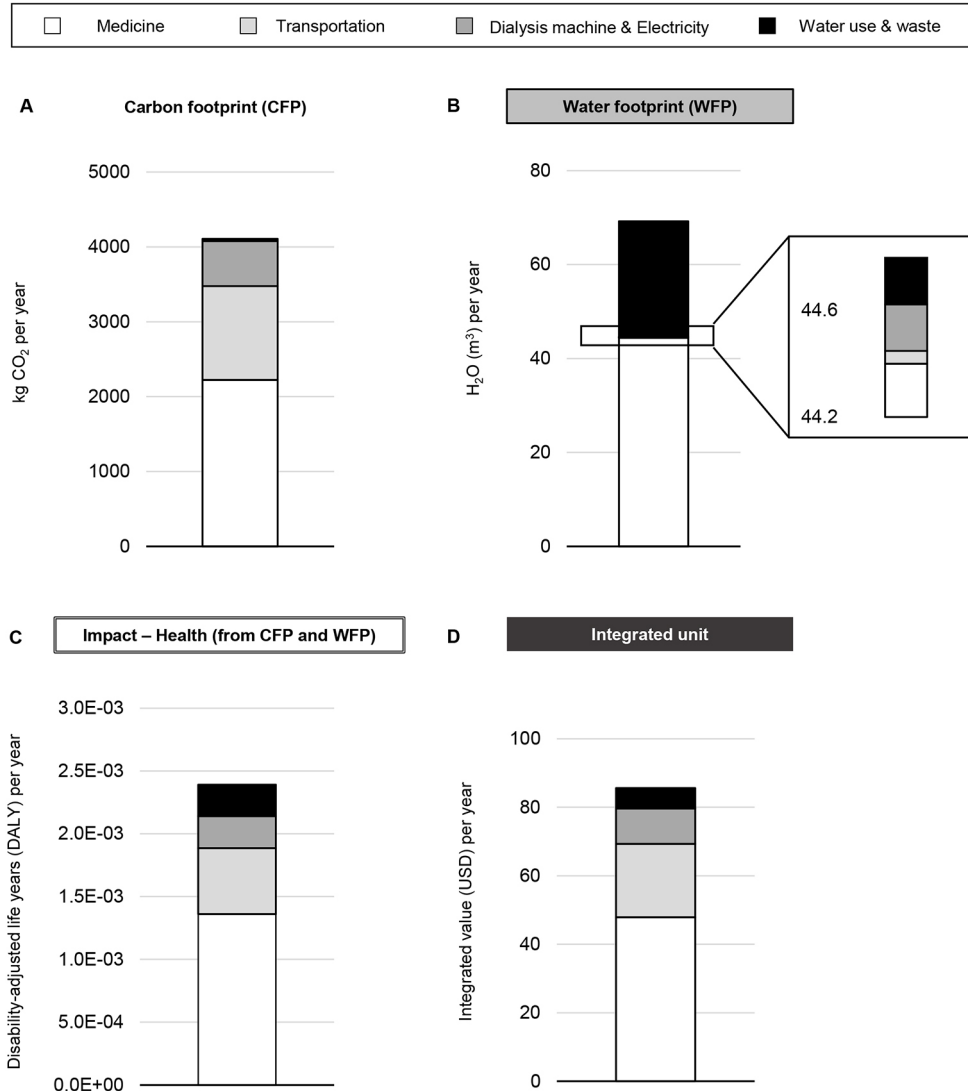 Medicine Transportation Dialysis machine & Electricity Water use & waste
A Carbon footprint (CFP)
kg CO₂ per year
5000
4000
3000
2000
1000
0
B Water footprint (WFP)
H₂O (m³) per year
80
60
40
20
0
44.6
44.2
C Impact – Health (from CFP and WFP)
Disability-adjusted life years (DALY) per year
3.0E-03
2.5E-03
2.0E-03
1.5E-03
1.0E-03
5.0E-04
0.0E+00
D Integrated unit
Integrated value (USD) per year
100
80
60
40
20
0